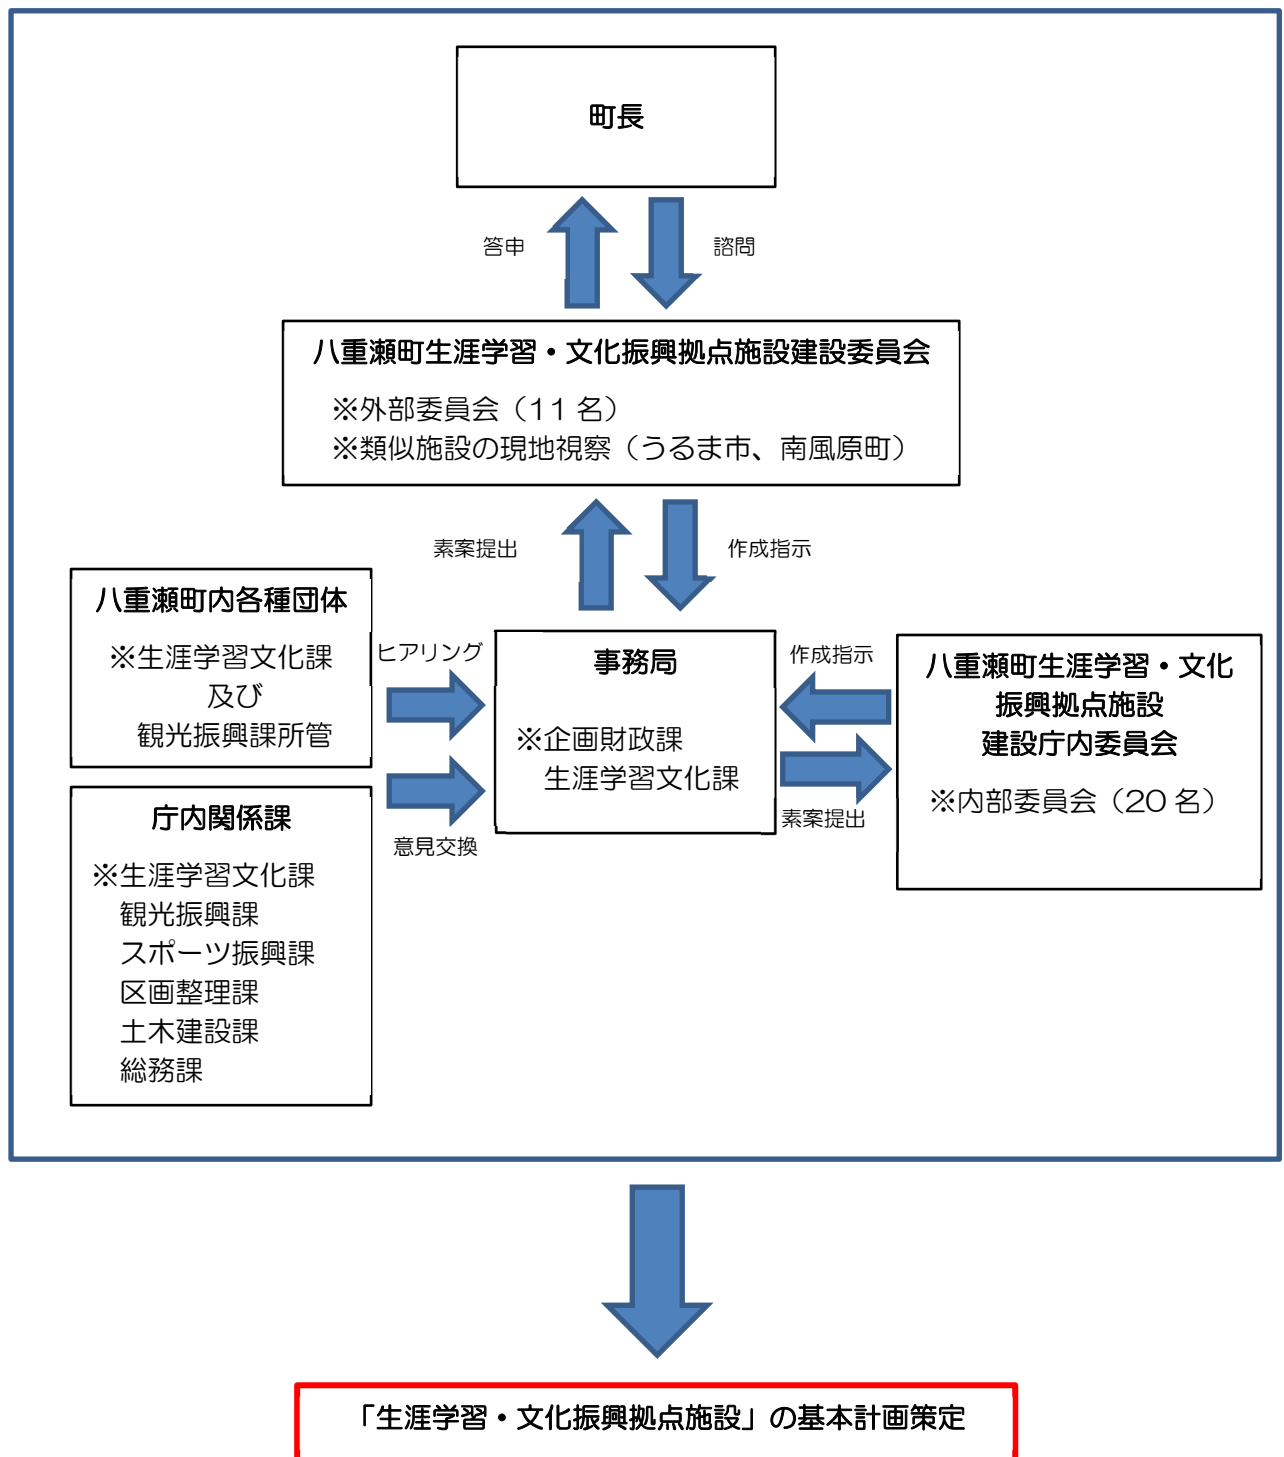 町長
答申
諮問
八重瀬町生涯学習・文化振興拠点施設建設委員会
※外部委員会（11 名）
※類似施設の現地視察（うるま市、南風原町）
素案提出
作成指示
八重瀬町内各種団体
※生涯学習文化課
及び
観光振興課所管
ヒアリング
意見交換
庁内関係課
※生涯学習文化課
観光振興課
スポーツ振興課
区画整理課
土木建設課
総務課
事務局
※企画財政課
生涯学習文化課
作成指示
素案提出
八重瀬町生涯学習・文化
振興拠点施設
建設庁内委員会
※内部委員会（20 名）
「生涯学習・文化振興拠点施設」の基本計画策定